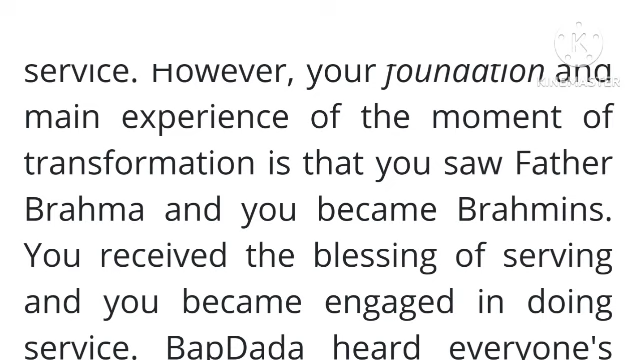 service. However, your foundation and
main experience of the moment of
transformation is that you saw Father
Brahma and you became Brahmins.
You received the blessing of serving
and you became engaged in doing
service. BapDada heard everyone's
KINEMASTER